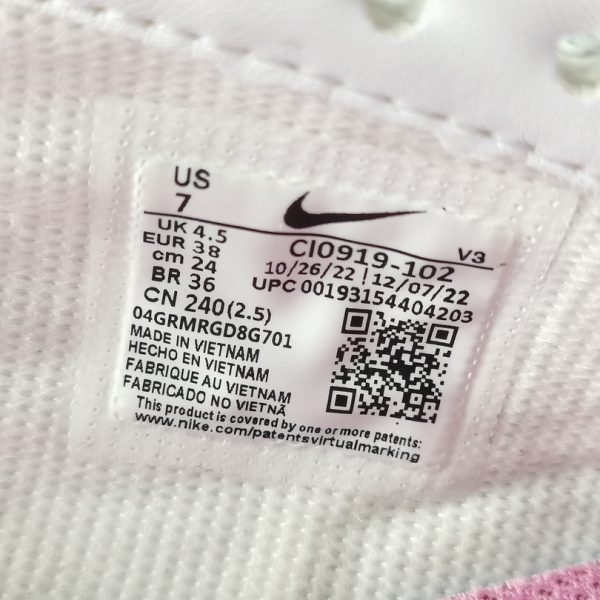 US
7
UK 4.5
EUR 38
cm 24
BR 36
CN 240(2.5)
V3
CI0919-102
10/26/22 | 12/07/22
UPC 00193154404203
04GRMRGD8G701
MADE IN VIETNAM
HECHO EN VIETNAM
FABRIQUE AU VIETNAM
FABRICADO NO VIETNÃ
This product is covered by one or more patents:
www.nike.com/patentsvirtualmarking